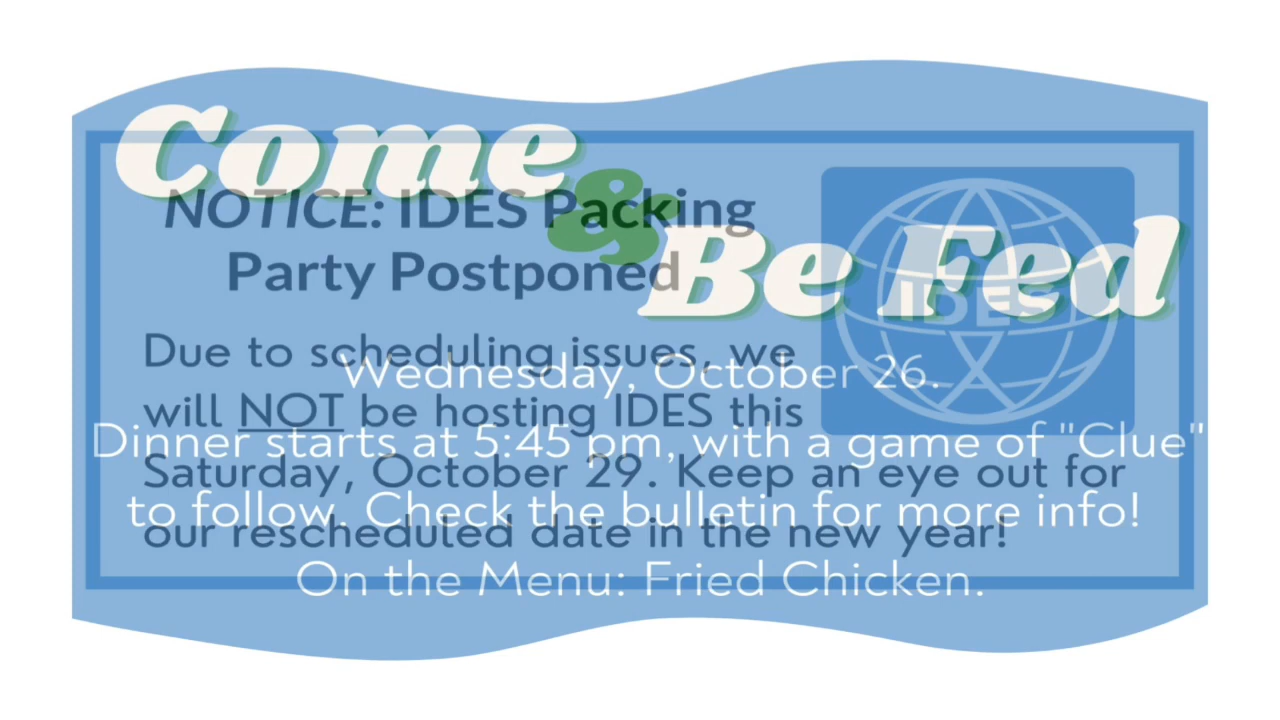 Come
&
Be Fed
Wednesday, October 26.
Dinner starts at 5:45 pm, with a game of "Clue"
to follow. Check the bulletin for more info!
On the Menu: Fried Chicken.
NOTICE: IDES Packing
Party Postponed
Due to scheduling issues, we
will NOT be hosting IDES this
Saturday, October 29. Keep an eye out for
our rescheduled date in the new year!
IDES